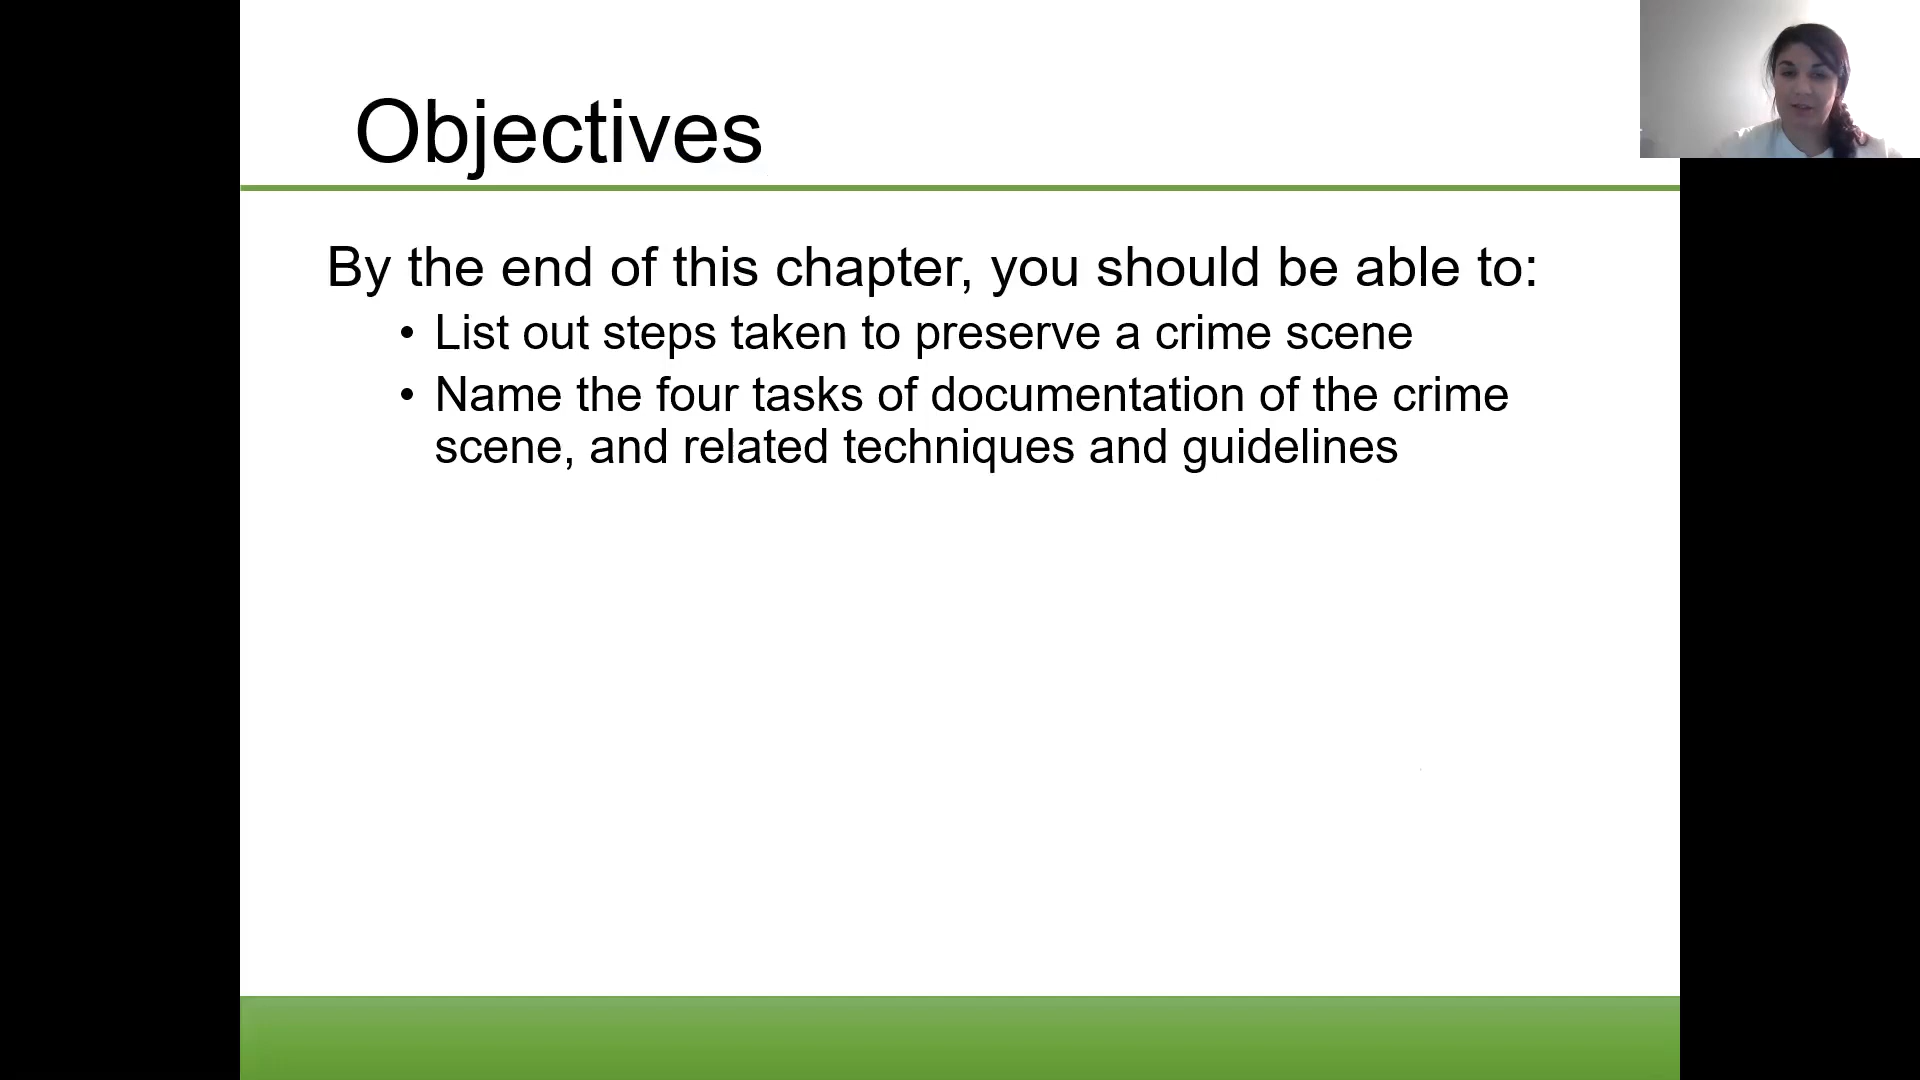 Objectives
By the end of this chapter, you should be able to:
• List out steps taken to preserve a crime scene
• Name the four tasks of documentation of the crime
scene, and related techniques and guidelines